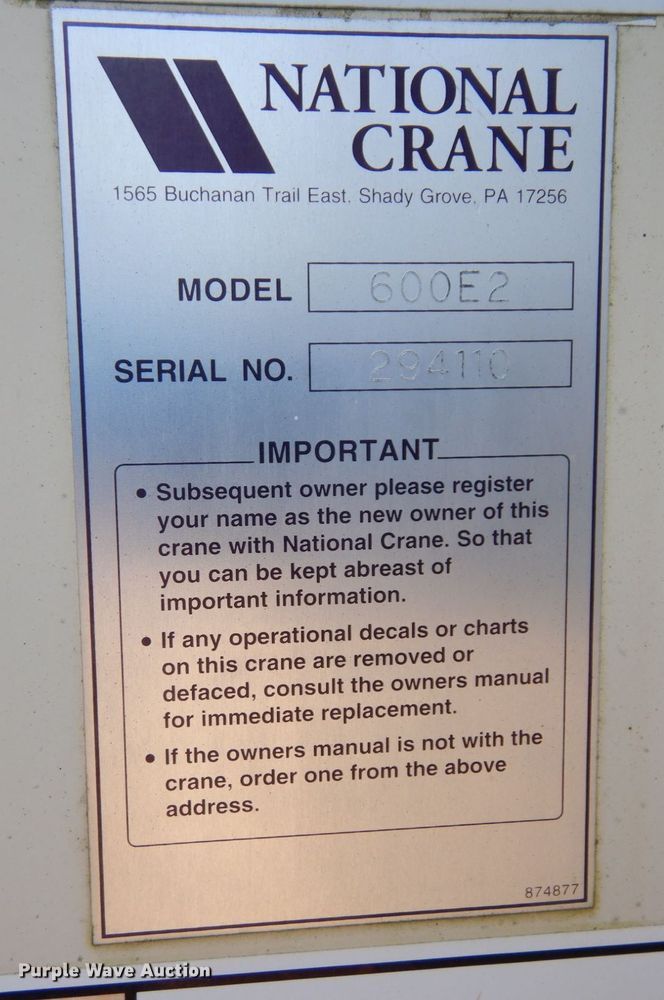 NATIONAL
CRANE
1565 Buchanan Trail East. Shady Grove, PA 17256
MODEL 600E2
SERIAL NO. 294110
IMPORTANT
• Subsequent owner please register
your name as the new owner of this
crane with National Crane. So that
you can be kept abreast of
important information.
• If any operational decals or charts
on this crane are removed or
defaced, consult the owners manual
for immediate replacement.
• If the owners manual is not with the
crane, order one from the above
address.
874877
Purple Wave Auction